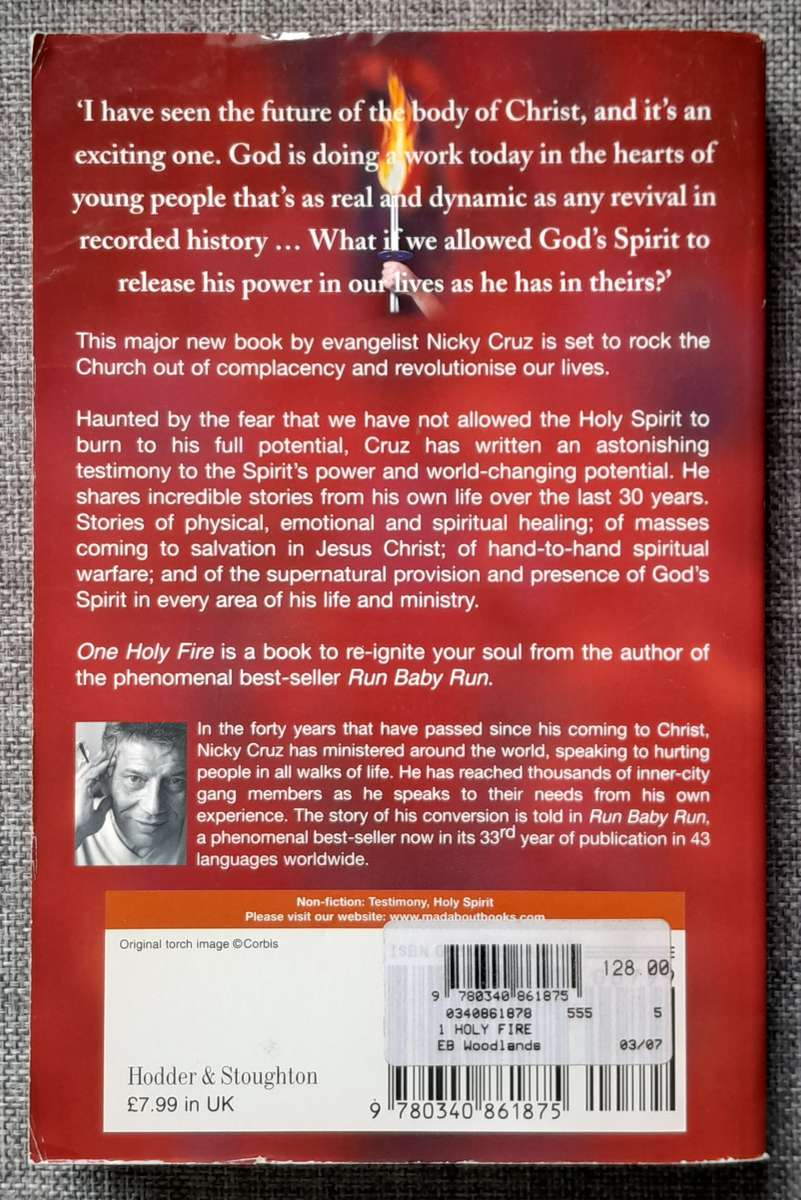 ‘I have seen the future of the body of Christ, and it’s an
exciting one. God is doing a work today in the hearts of
young people that’s as real and dynamic as any revival in
recorded history ... What if we allowed God’s Spirit to
release his power in our lives as he has in theirs?’
This major new book by evangelist Nicky Cruz is set to rock the
Church out of complacency and revolutionise our lives.
Haunted by the fear that we have not allowed the Holy Spirit to
burn to his full potential, Cruz has written an astonishing
testimony to the Spirit’s power and world-changing potential. He
shares incredible stories from his own life over the last 30 years.
Stories of physical, emotional and spiritual healing; of masses
coming to salvation in Jesus Christ; of hand-to-hand spiritual
warfare; and of the supernatural provision and presence of God’s
Spirit in every area of his life and ministry.
One Holy Fire is a book to re-ignite your soul from the author of
the phenomenal best-seller Run Baby Run.
In the forty years that have passed since his coming to Christ,
Nicky Cruz has ministered around the world, speaking to hurting
people in all walks of life. He has reached thousands of inner-city
gang members as he speaks to their needs from his own
experience. The story of his conversion is told in Run Baby Run,
a phenomenal best-seller now in its 33rd year of publication in 43
languages worldwide.
Non-fiction: Testimony, Holy Spirit
Please visit our website: www.madaboutbooks.com
Original torch image ©Corbis
ISBN 0
128.00
9 780340 861875
0340861878 555 5
1 HOLY FIRE
EB Woodlands 03/07
Hodder & Stoughton
£7.99 in UK
9 780340 861875